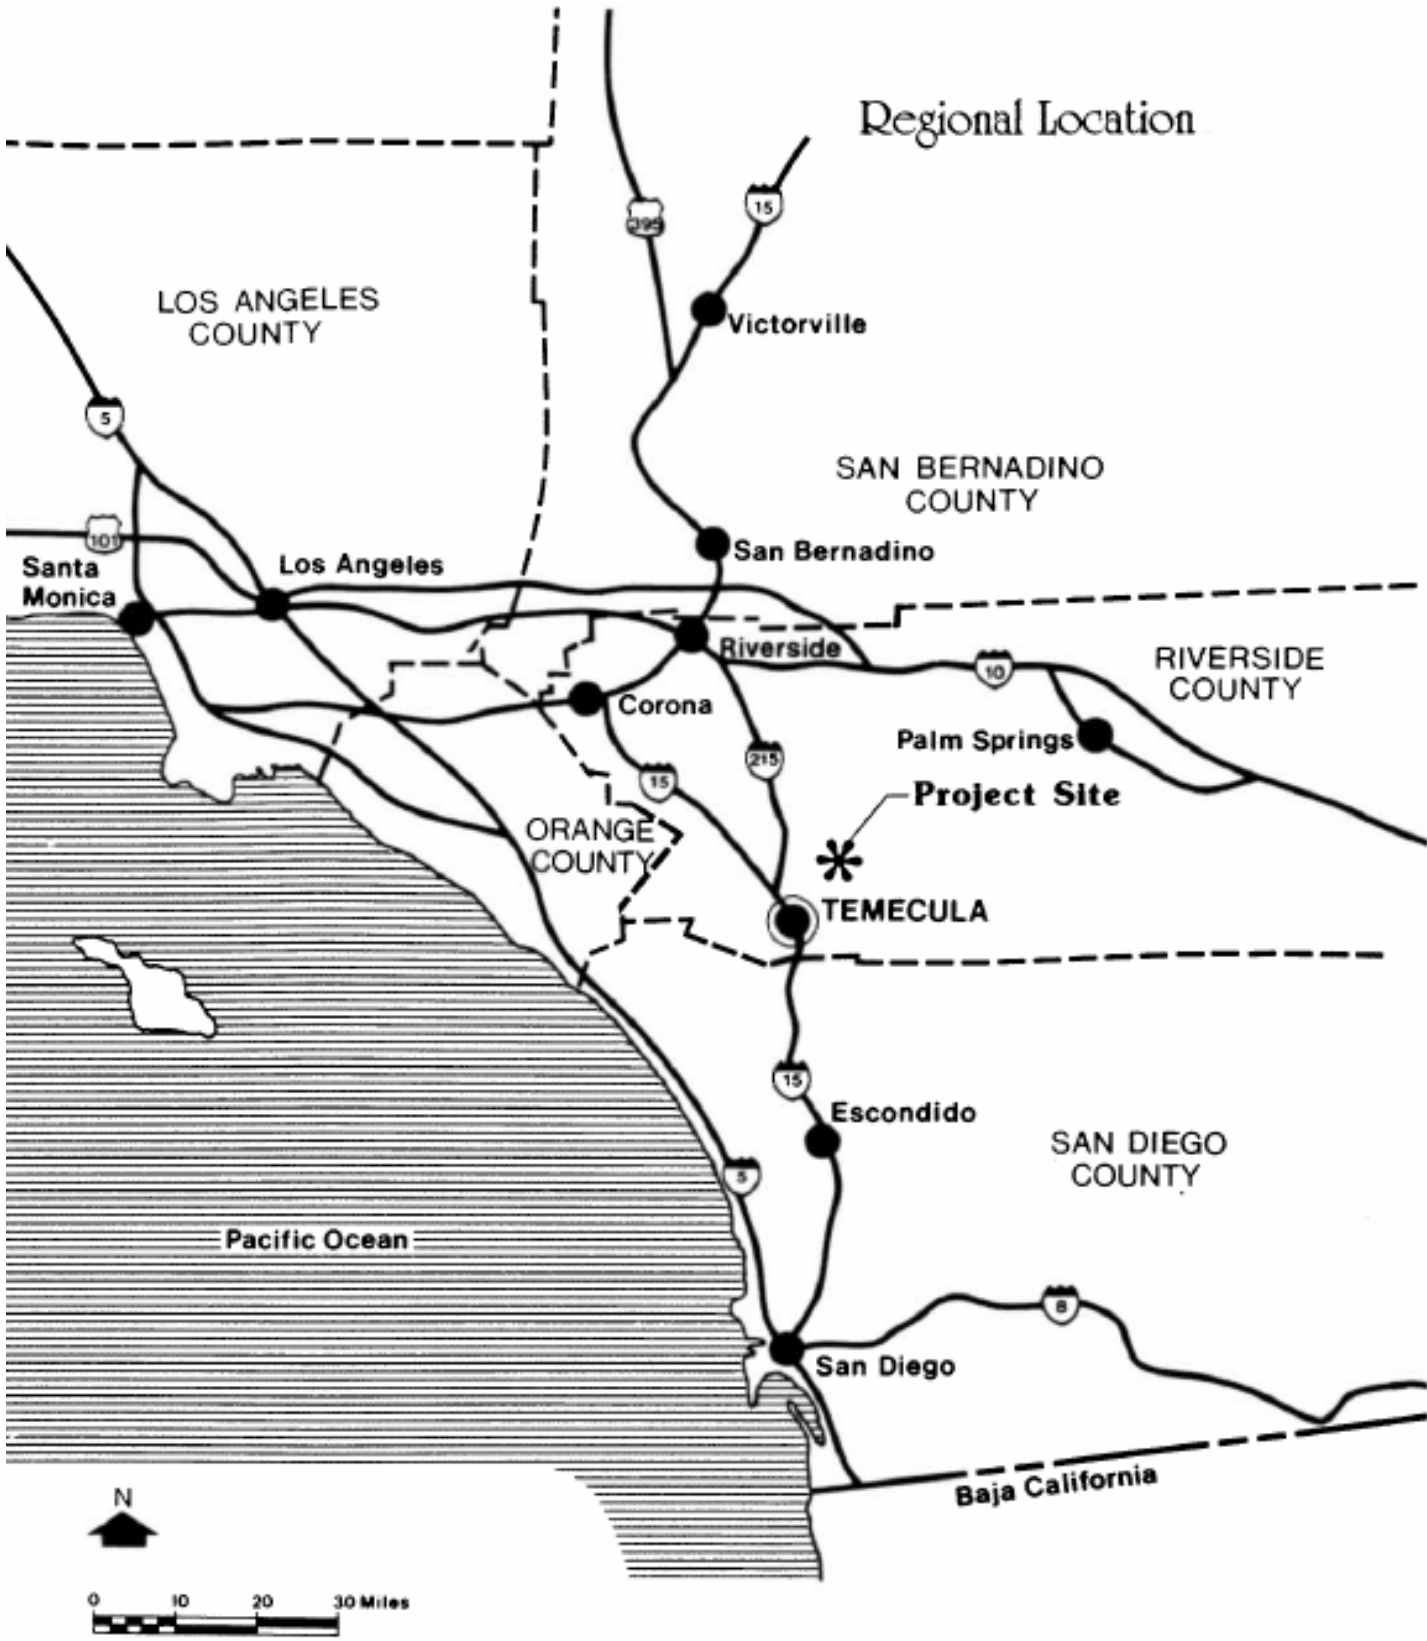 Regional Location
15
395
LOS ANGELES
COUNTY
Victorville
5
SAN BERNADINO
COUNTY
101
San Bernadino
Los Angeles
Santa
Monica
Riverside
RIVERSIDE
COUNTY
10
Corona
Palm Springs
215
15
Project Site
ORANGE
COUNTY
TEMECULA
15
Escondido
SAN DIEGO
COUNTY
5
Pacific Ocean
8
San Diego
Baja California
N
0 10 20 30 Miles